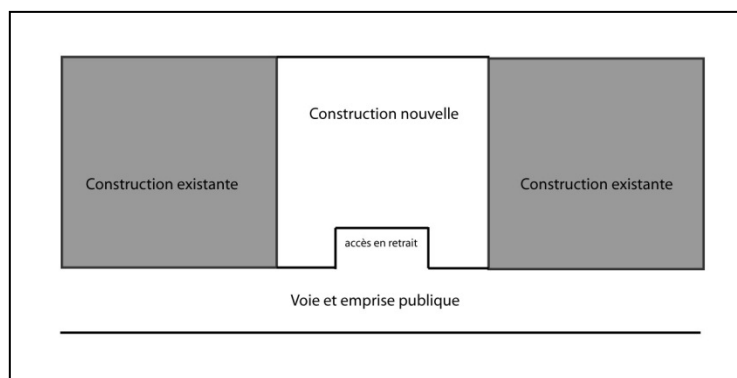 Construction nouvelle
Construction existante
Construction existante
accès en retrait
Voie et emprise publique